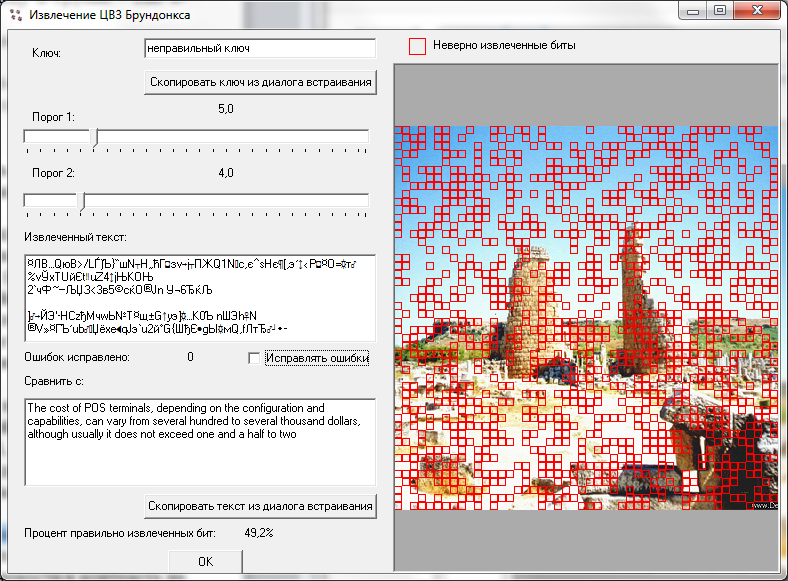 Извлечение ЦВЗ Брундонкса
Ключ:
неправильный ключ
Скопировать ключ из диалога встраивания
Порог 1:
5,0
Порог 2:
4,0
Извлеченный текст:
Ошибок исправлено:
0
Исправлять ошибки
Сравнить с:
The cost of POS terminals, depending on the configuration and
capabilities, can vary from several hundred to several thousand dollars,
although usually it does not exceed one and a half to two
Скопировать текст из диалога встраивания
Процент правильно извлеченных бит:
49,2%
OK
Неверно извлеченные биты
www.De